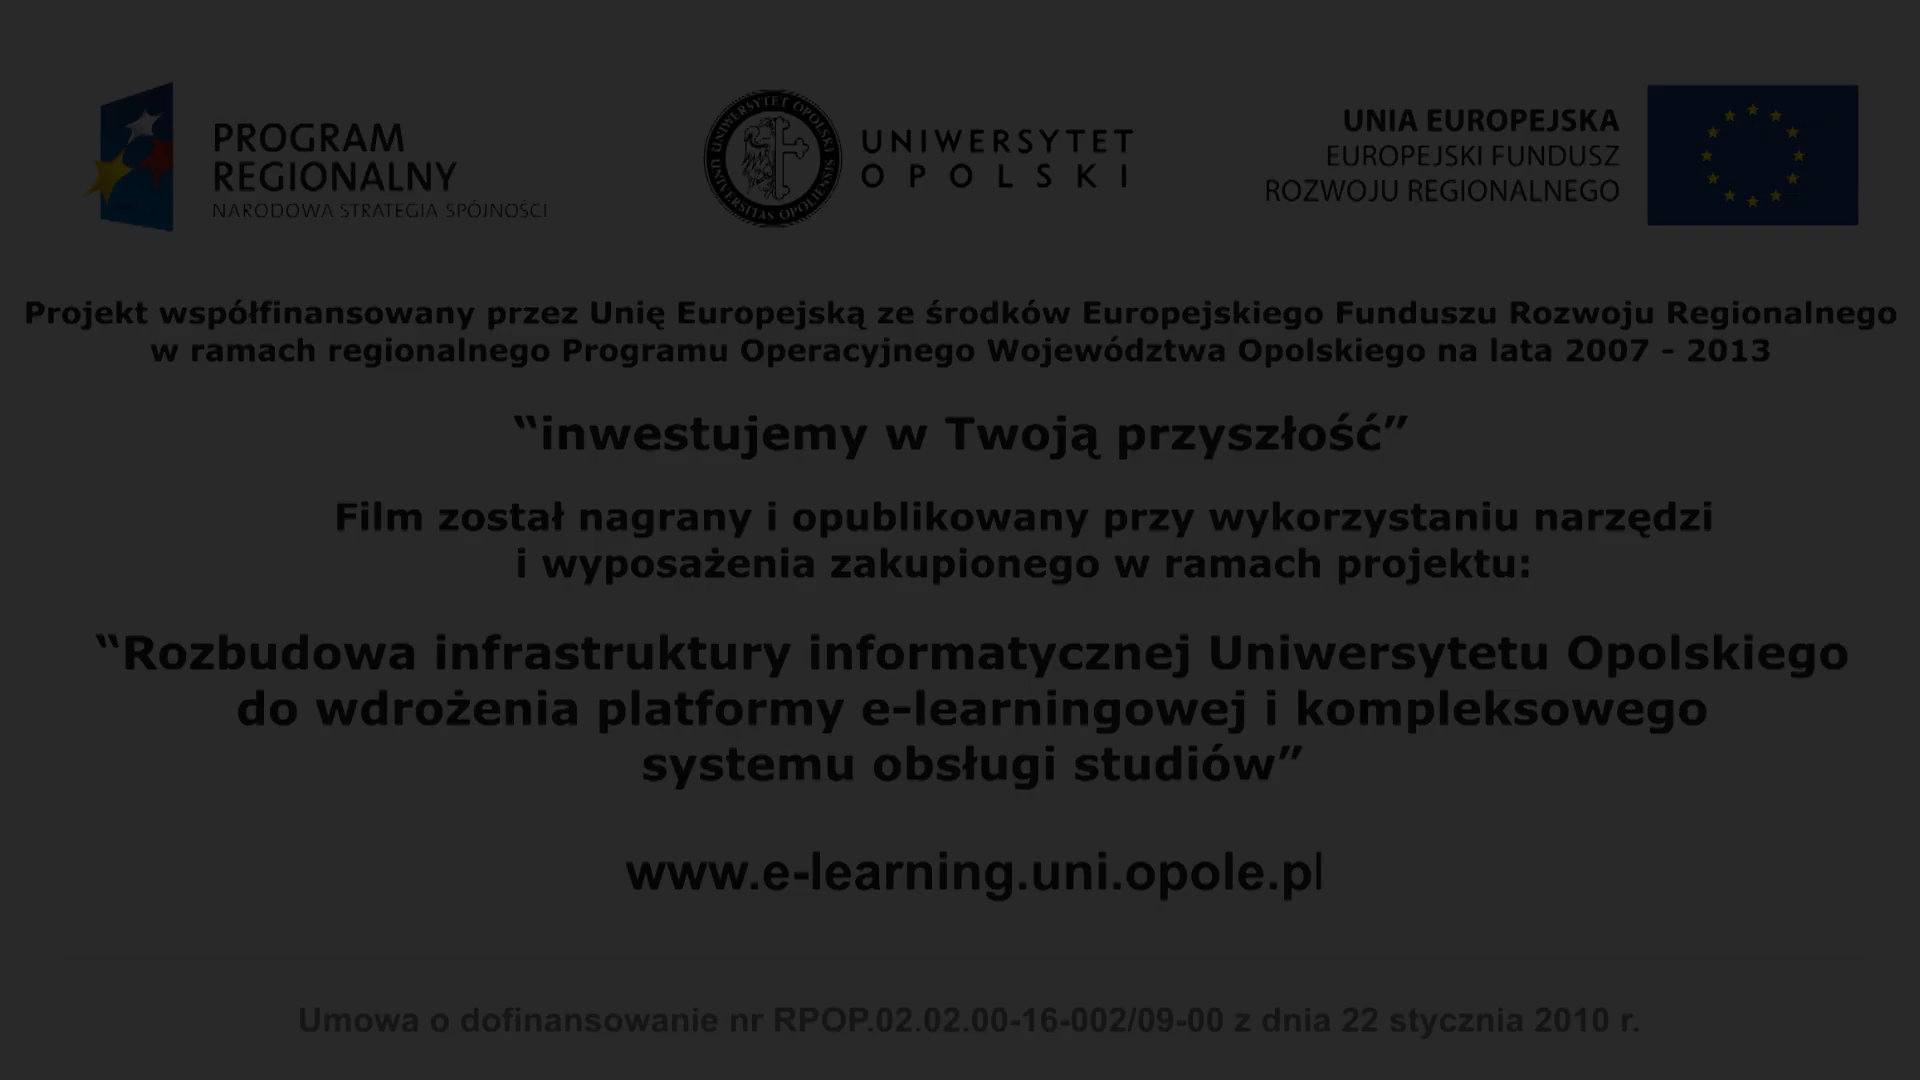 PROGRAM
REGIONALNY
NARODOWA STRATEGIA SPÓJNOŚCI
UNIWERSYTET OPOLSKI
UNIVERSITAS OPOLIENSIS
UNIWERSYTET
OPOLSKI
UNIA EUROPEJSKA
EUROPEJSKI FUNDUSZ
ROZWOJU REGIONALNEGO
Projekt współfinansowany przez Unię Europejską ze środków Europejskiego Funduszu Rozwoju Regionalnego
w ramach regionalnego Programu Operacyjnego Województwa Opolskiego na lata 2007 - 2013
“inwestujemy w Twoją przyszłość”
Film został nagrany i opublikowany przy wykorzystaniu narzędzi
i wyposażenia zakupionego w ramach projektu:
“Rozbudowa infrastruktury informatycznej Uniwersytetu Opolskiego
do wdrożenia platformy e-learningowej i kompleksowego
systemu obsługi studiów”
www.e-learning.uni.opole.pl
Umowa o dofinansowanie nr RPOP.02.02.00-16-002/09-00 z dnia 22 stycznia 2010 r.